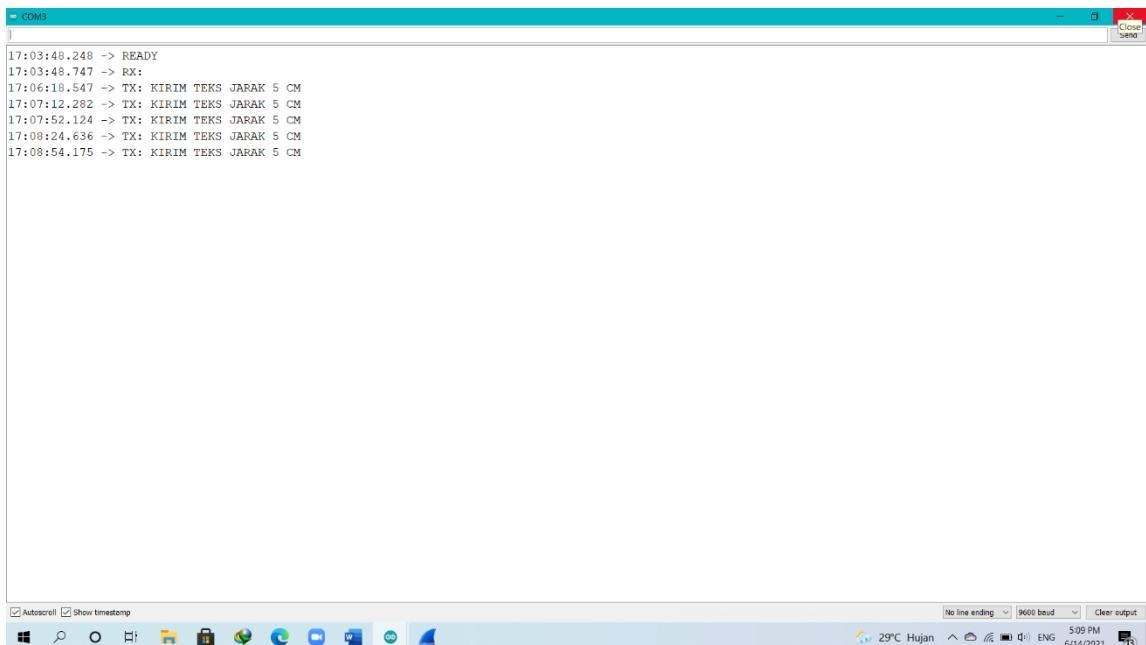 COM3
Close
Send
17:03:48.248 -> READY
17:03:48.747 -> RX:
17:06:18.547 -> TX: KIRIM TEKS JARAK 5 CM
17:07:12.282 -> TX: KIRIM TEKS JARAK 5 CM
17:07:52.124 -> TX: KIRIM TEKS JARAK 5 CM
17:08:24.636 -> TX: KIRIM TEKS JARAK 5 CM
17:08:54.175 -> TX: KIRIM TEKS JARAK 5 CM
Autoscroll Show timestamp No line ending 9600 baud Clear output
29°C Hujan ENG 5:09 PM
6/14/2021 13